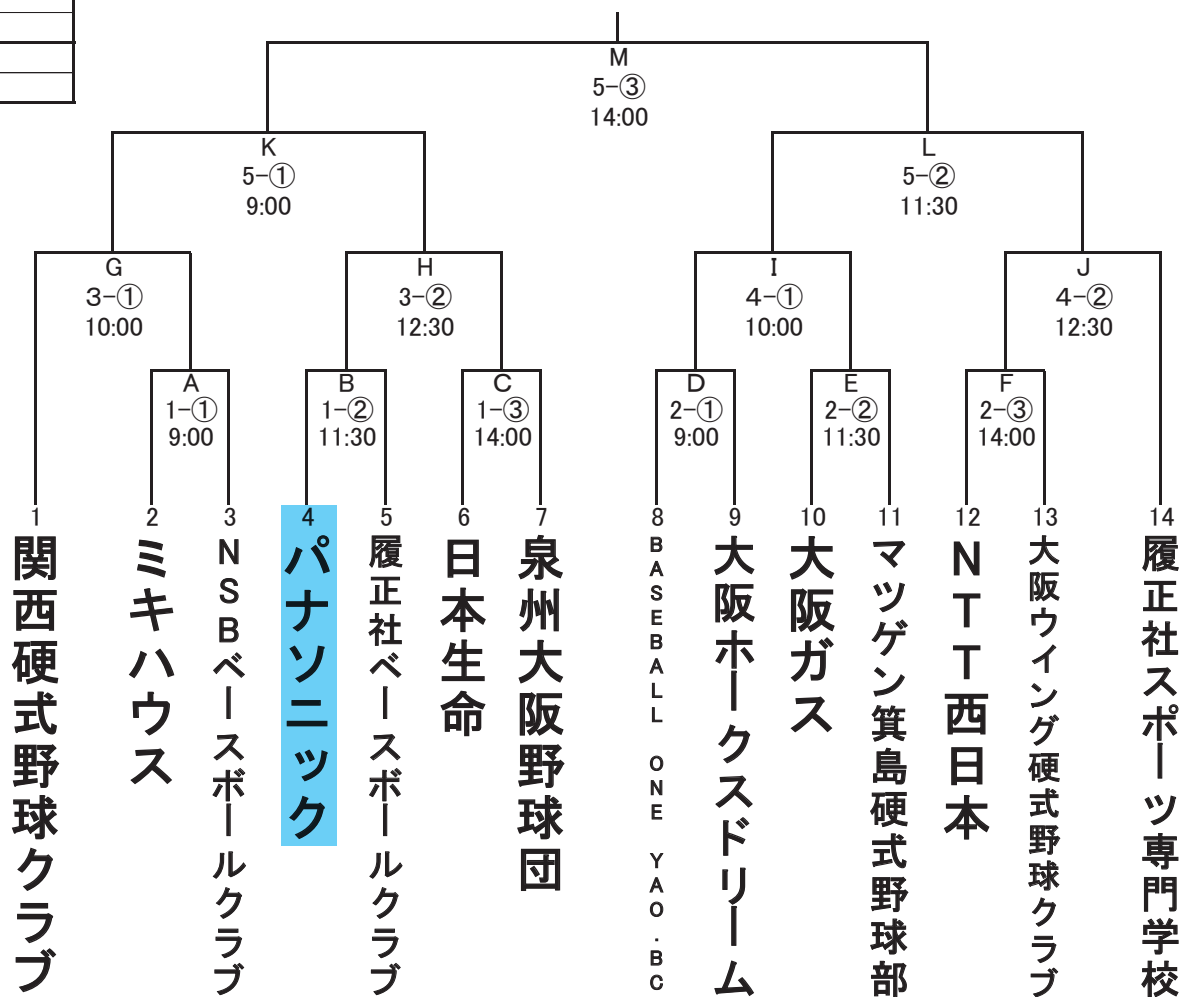 M
5-③
14:00
K
5-①
9:00
L
5-②
11:30
G
3-①
10:00
H
3-②
12:30
I
4-①
10:00
J
4-②
12:30
A
1-①
9:00
B
1-②
11:30
C
1-③
14:00
D
2-①
9:00
E
2-②
11:30
F
2-③
14:00
1
関西硬式野球クラブ
2
ミキハウス
3
NSBベースボールクラブ
4
パナソニック
5
履正社ベースボールクラブ
6
日本生命
7
泉州大阪野球団
8
BASEBALL ONE YAO.BC
9
大阪ホークスドリーム
10
大阪ガス
11
マツゲン箕島硬式野球部
12
NTT西日本
13
大阪ウイング硬式野球クラブ
14
履正社スポーツ専門学校